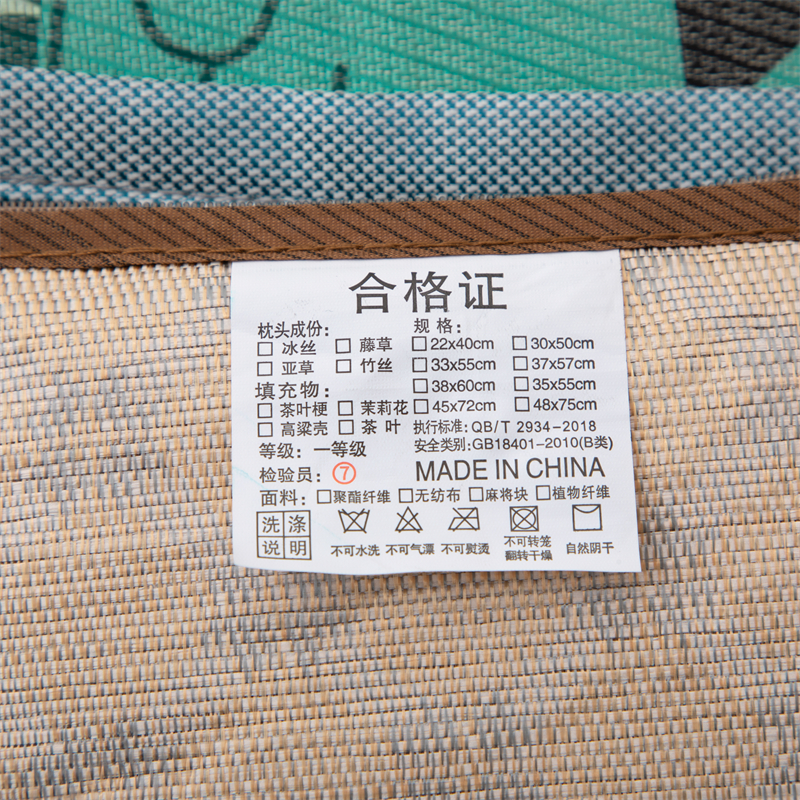 合格证
枕头成份： 规格：
□ 冰丝 □ 藤草 □ 22x40cm □ 30x50cm
□ 亚草 □ 竹丝 □ 33x55cm □ 37x57cm
填充物： □ 38x60cm □ 35x55cm
□ 茶叶梗 □ 茉莉花 □ 45x72cm □ 48x75cm
□ 高粱壳 □ 茶叶 执行标准：QB/T 2934-2018
等级：一等级 安全类别：GB18401-2010(B类)
检验员：⑦ MADE IN CHINA
面料：□聚酯纤维 □无纺布 □麻将块 □植物纤维
洗涤说明
不可水洗 不可气漂 不可熨烫 不可转笼翻转干燥 自然阴干